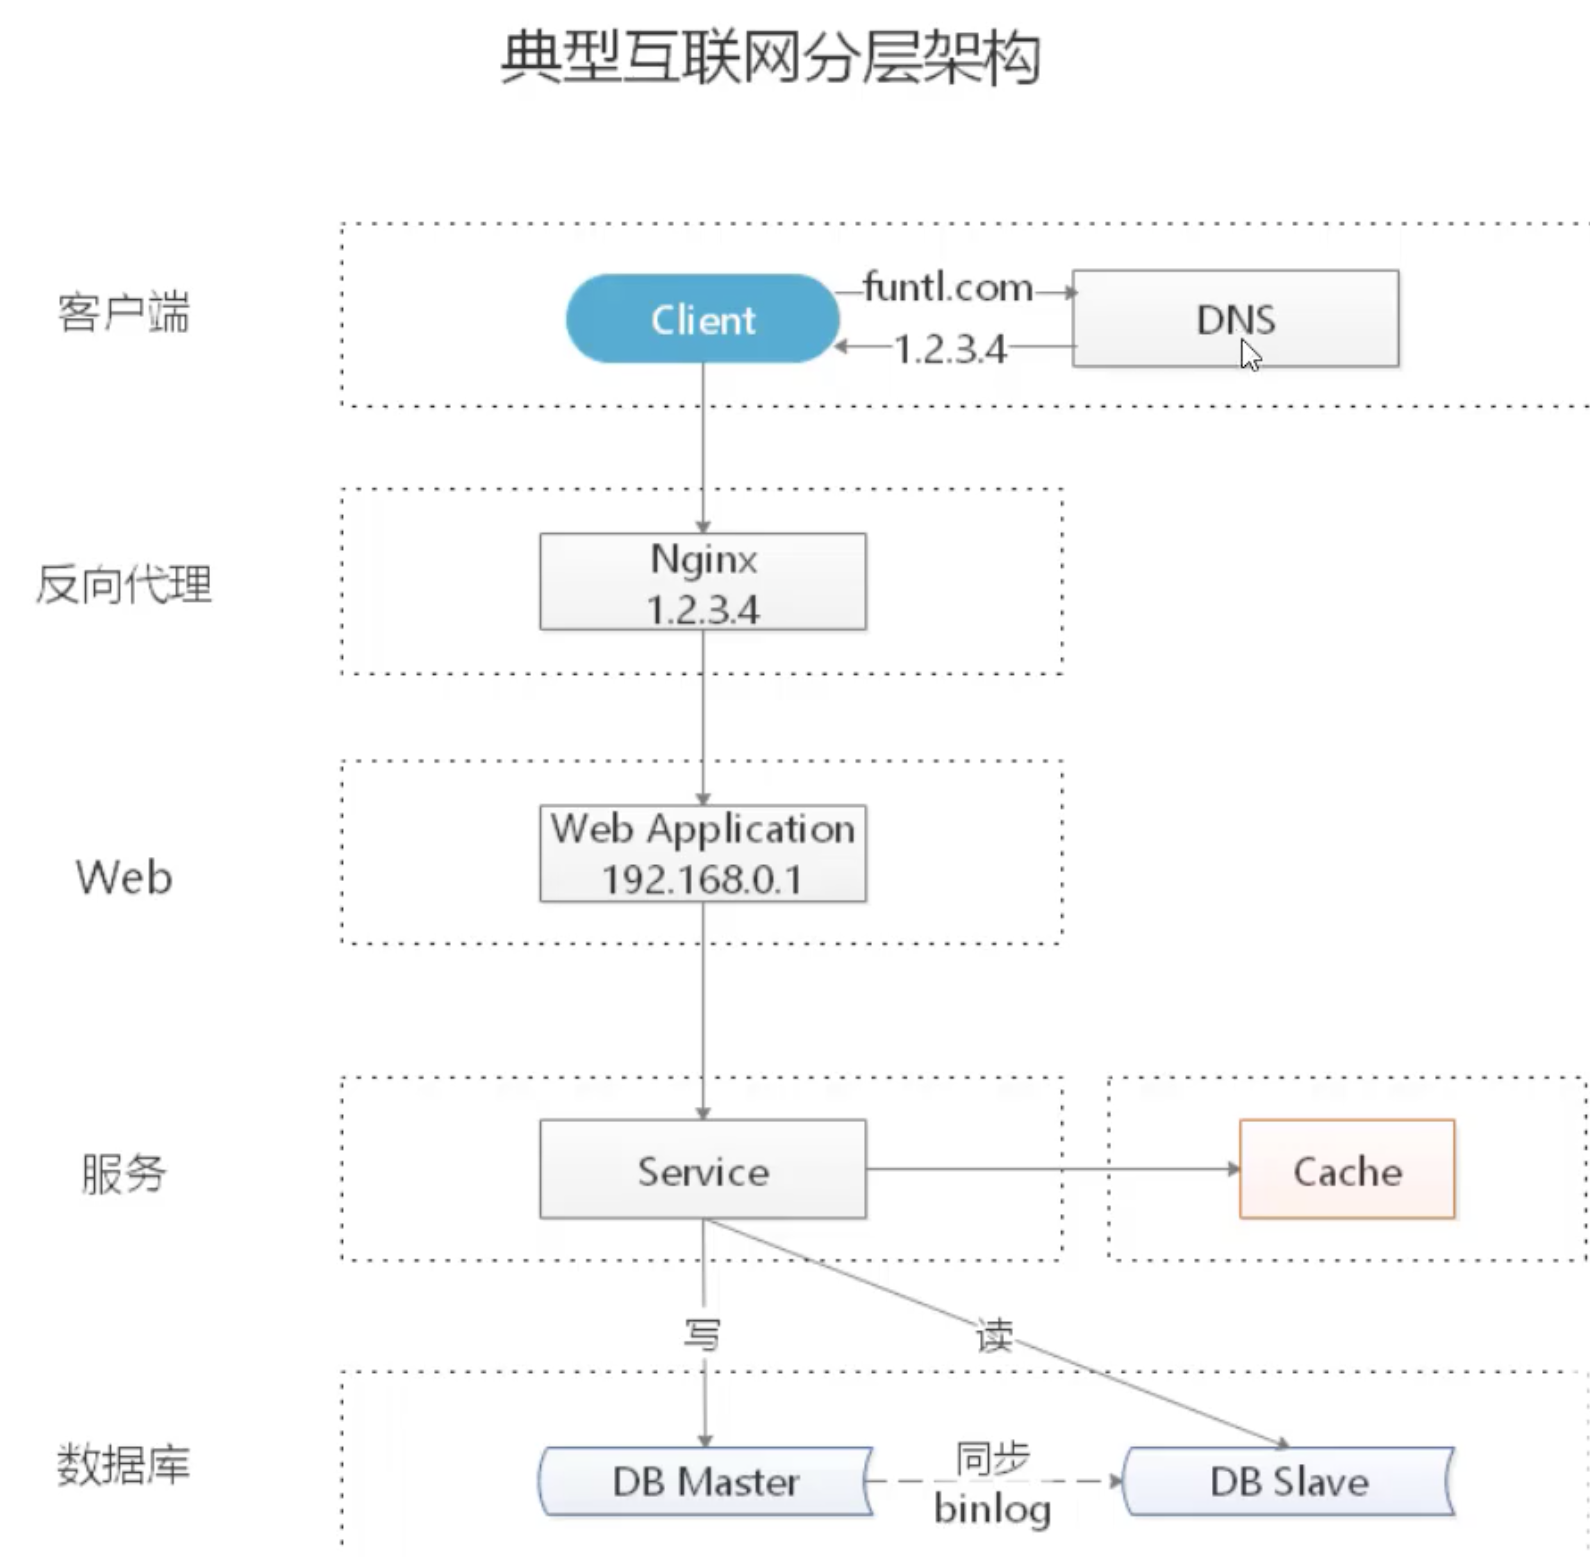 典型互联网分层架构
客户端
Client
funtl.com
1.2.3.4
DNS
反向代理
Nginx
1.2.3.4
Web
Web Application
192.168.0.1
服务
Service
Cache
写
读
数据库
DB Master
同步
binlog
DB Slave